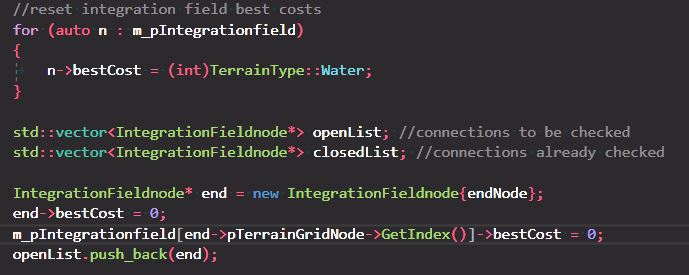 //reset integration field best costs
for (auto n : m_pIntegrationfield)
{
n->bestCost = (int)TerrainType::Water;
}
std::vector<IntegrationFieldnode*> openList; //connections to be checked
std::vector<IntegrationFieldnode*> closedList; //connections already checked
IntegrationFieldnode* end = new IntegrationFieldnode{endNode};
end->bestCost = 0;
m_pIntegrationfield[end->pTerrainGridNode->GetIndex()]->bestCost = 0;
openList.push_back(end);